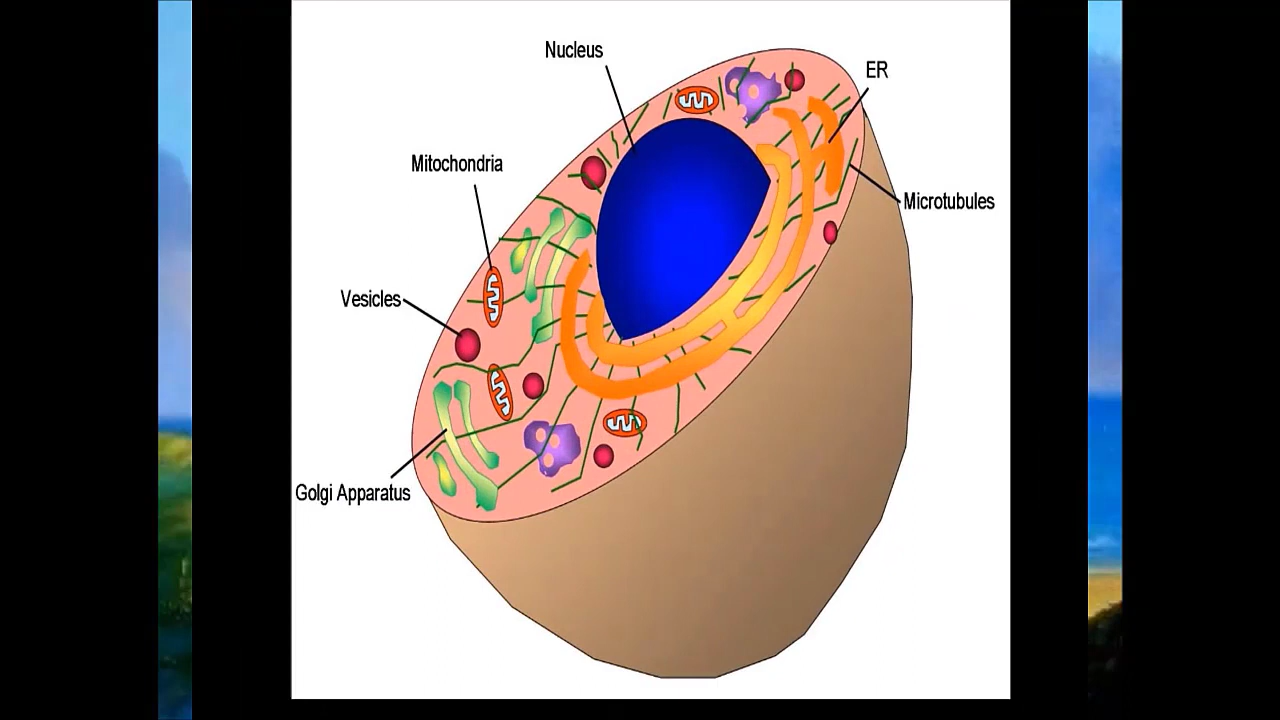 Nucleus
ER
Mitochondria
Microtubules
Vesicles
Golgi Apparatus